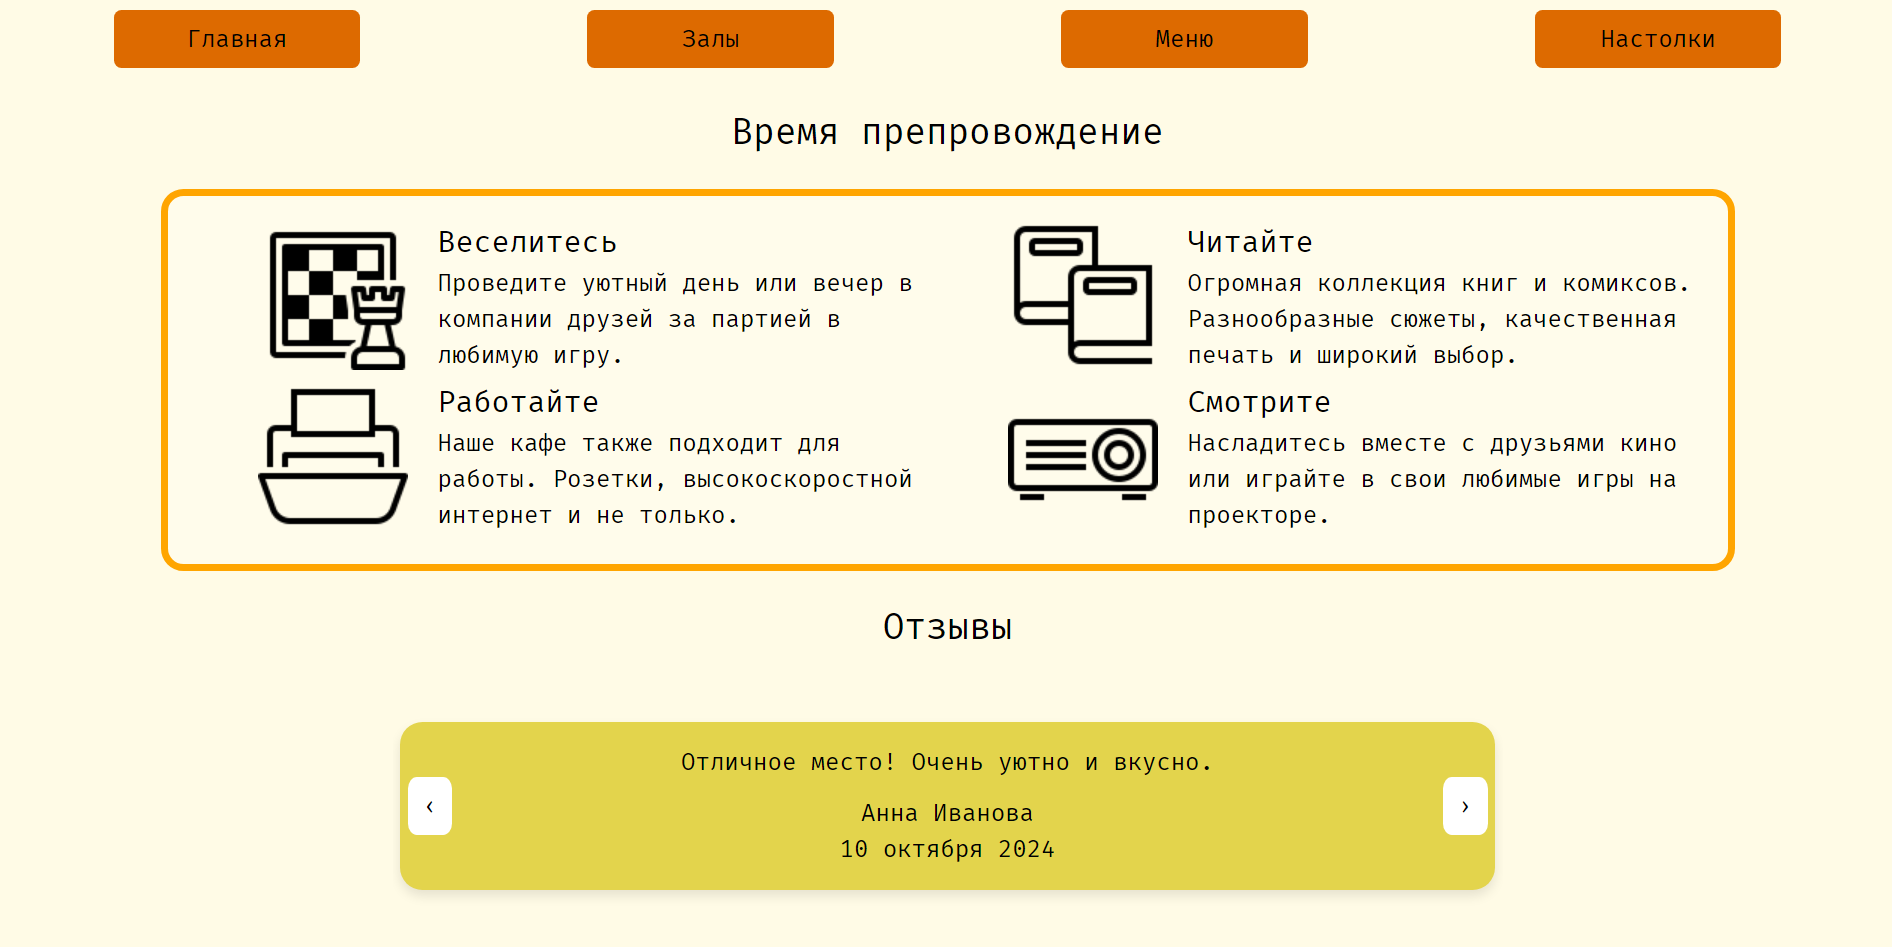 Главная
Залы
Меню
Настолки
Время препровождение
Веселитесь
Проведите уютный день или вечер в
компании друзей за партией в
любимую игру.
Читайте
Огромная коллекция книг и комиксов.
Разнообразные сюжеты, качественная
печать и широкий выбор.
Работайте
Наше кафе также подходит для
работы. Розетки, высокоскоростной
интернет и не только.
Смотрите
Насладитесь вместе с друзьями кино
или играйте в свои любимые игры на
проекторе.
Отзывы
Отличное место! Очень уютно и вкусно.
‹
›
Анна Иванова
10 октября 2024